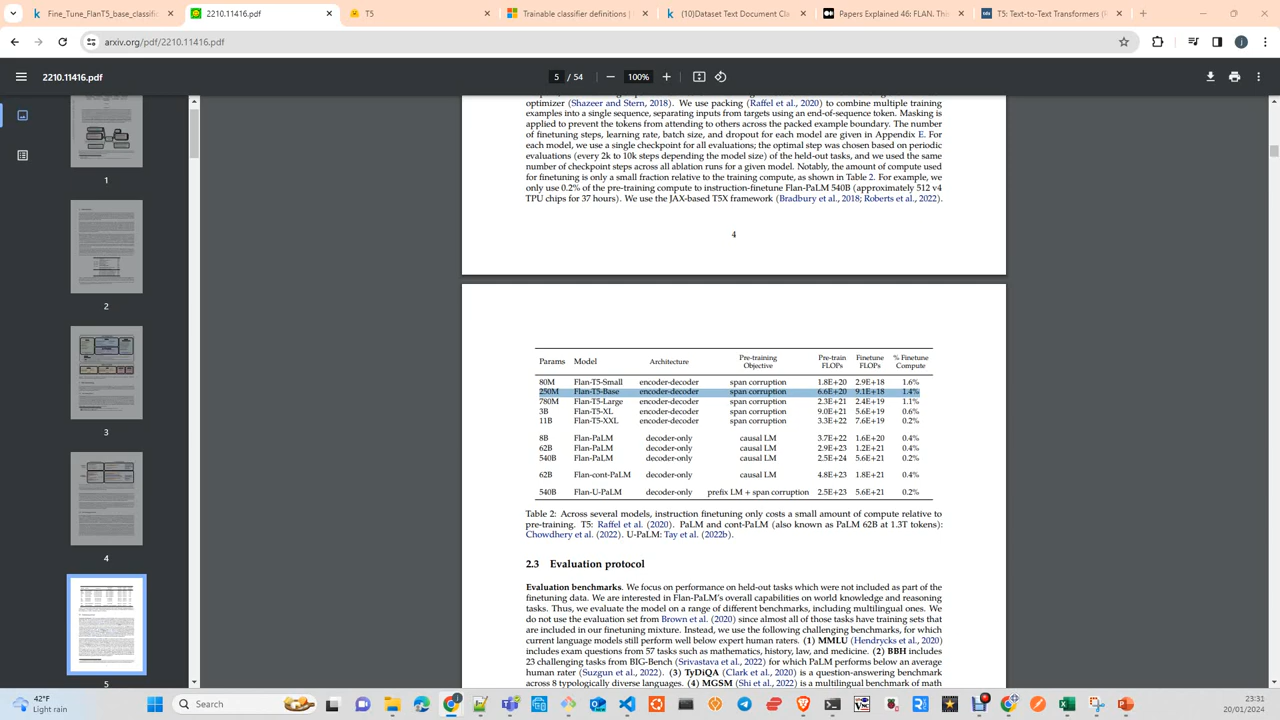 Fine_Tune_FlanT5_base_classific
2210.11416.pdf
T5
Trainable classifier definitions |
(10)Dataset Text Document Cla
Papers Explained 46: FLAN. Th
T5: Text-to-Text Transformers (
arxiv.org/pdf/2210.11416.pdf
2210.11416.pdf
5 / 54
100%
1
2
3
4
5
optimizer (Shazeer and Stern, 2018). We use packing (Raffel et al., 2020) to combine multiple training
examples into a single sequence, separating inputs from targets using an end-of-sequence token. Masking is
applied to prevent the tokens from attending to others across the packed example boundary. The number
of finetuning steps, learning rate, batch size, and dropout for each model are given in Appendix E. For
each model, we use a single checkpoint for all evaluations; the optimal step was chosen based on periodic
evaluations (every 2k to 10k steps depending the model size) of the held-out tasks, and we used the same
number of checkpoint steps across all ablation runs for a given model. Notably, the amount of compute used
for finetuning is only a small fraction relative to the training compute, as shown in Table 2. For example, we
only use 0.2% of the pre-training compute to instruction-finetune Flan-PaLM 540B (approximately 512 v4
TPU chips for 37 hours). We use the JAX-based T5X framework (Bradbury et al., 2018; Roberts et al., 2022).
4
Params Model Architecture Pre-training Objective Pre-train FLOPs Finetune FLOPs % Finetune Compute
80M Flan-T5-Small encoder-decoder span corruption 1.8E+20 2.9E+18 1.6%
250M Flan-T5-Base encoder-decoder span corruption 6.6E+20 9.1E+18 1.4%
780M Flan-T5-Large encoder-decoder span corruption 2.3E+21 2.4E+19 1.1%
3B Flan-T5-XL encoder-decoder span corruption 9.0E+21 5.6E+19 0.6%
11B Flan-T5-XXL encoder-decoder span corruption 3.3E+22 7.6E+19 0.2%
8B Flan-PaLM decoder-only causal LM 3.7E+22 1.6E+20 0.4%
62B Flan-PaLM decoder-only causal LM 2.9E+23 1.2E+21 0.4%
540B Flan-PaLM decoder-only causal LM 2.5E+24 5.6E+21 0.2%
62B Flan-cont-PaLM decoder-only causal LM 4.8E+23 1.8E+21 0.4%
540B Flan-U-PaLM decoder-only prefix LM + span corruption 2.5E+23 5.6E+21 0.2%
Table 2: Across several models, instruction finetuning only costs a small amount of compute relative to
pre-training. T5: Raffel et al. (2020). PaLM and cont-PaLM (also known as PaLM 62B at 1.3T tokens):
Chowdhery et al. (2022). U-PaLM: Tay et al. (2022b).
2.3 Evaluation protocol
Evaluation benchmarks. We focus on performance on held-out tasks which were not included as part of the
finetuning data. We are interested in Flan-PaLM's overall capabilities on world knowledge and reasoning
tasks. Thus, we evaluate the model on a range of different benchmarks, including multilingual ones. We
do not use the evaluation set from Brown et al. (2020) since almost all of those tasks have training sets that
are included in our finetuning mixture. Instead, we use the following challenging benchmarks, for which
current language models still perform well below expert human raters. (1) MMLU (Hendrycks et al., 2020)
includes exam questions from 57 tasks such as mathematics, history, law, and medicine. (2) BBH includes
23 challenging tasks from BIG-Bench (Srivastava et al., 2022) for which PaLM performs below an average
human rater (Suzgun et al., 2022). (3) TyDiQA (Clark et al., 2020) is a question-answering benchmark
across 8 typologically diverse languages. (4) MGSM (Shi et al., 2022) is a multilingual benchmark of math
42°F
Light rain
Search
23:31
20/01/2024